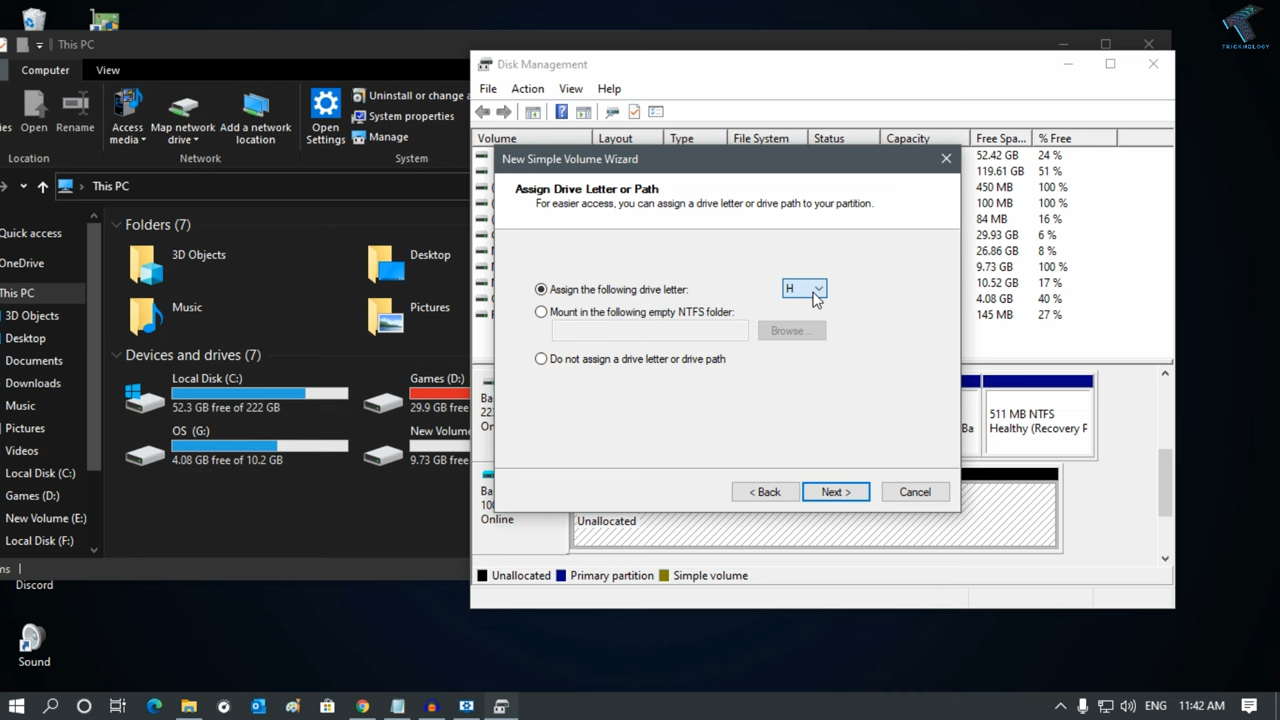 TRICKNOLOGY
This PC
Computer View
Open Rename Access media Map network drive Add a network location Open Settings
Uninstall or change a
System properties
Manage
Location Network System
This PC
Quick access
OneDrive
This PC
3D Objects
Desktop
Documents
Downloads
Music
Pictures
Videos
Local Disk (C:)
Games (D:)
New Volume (E:)
Local Disk (F:)
Folders (7)
3D Objects
Desktop
Music
Pictures
Devices and drives (7)
Local Disk (C:)
52.3 GB free of 222 GB
Games (D:)
29.9 GB free
OS (G:)
4.08 GB free of 10.2 GB
New Volume
9.73 GB free
Disk Management
File Action View Help
Volume Layout Type File System Status Capacity Free Spa... % Free
52.42 GB 24 %
119.61 GB 51 %
450 MB 100 %
100 MB 100 %
84 MB 16 %
29.93 GB 6 %
26.86 GB 8 %
9.73 GB 100 %
10.52 GB 17 %
4.08 GB 40 %
145 MB 27 %
New Simple Volume Wizard
Assign Drive Letter or Path
For easier access, you can assign a drive letter or drive path to your partition.
Assign the following drive letter: H
Mount in the following empty NTFS folder:
Browse...
Do not assign a drive letter or drive path
< Back Next > Cancel
Ba
511 MB NTFS
Healthy (Recovery P
Online
Unallocated
Unallocated Primary partition Simple volume
Discord
Sound
ENG 11:42 AM